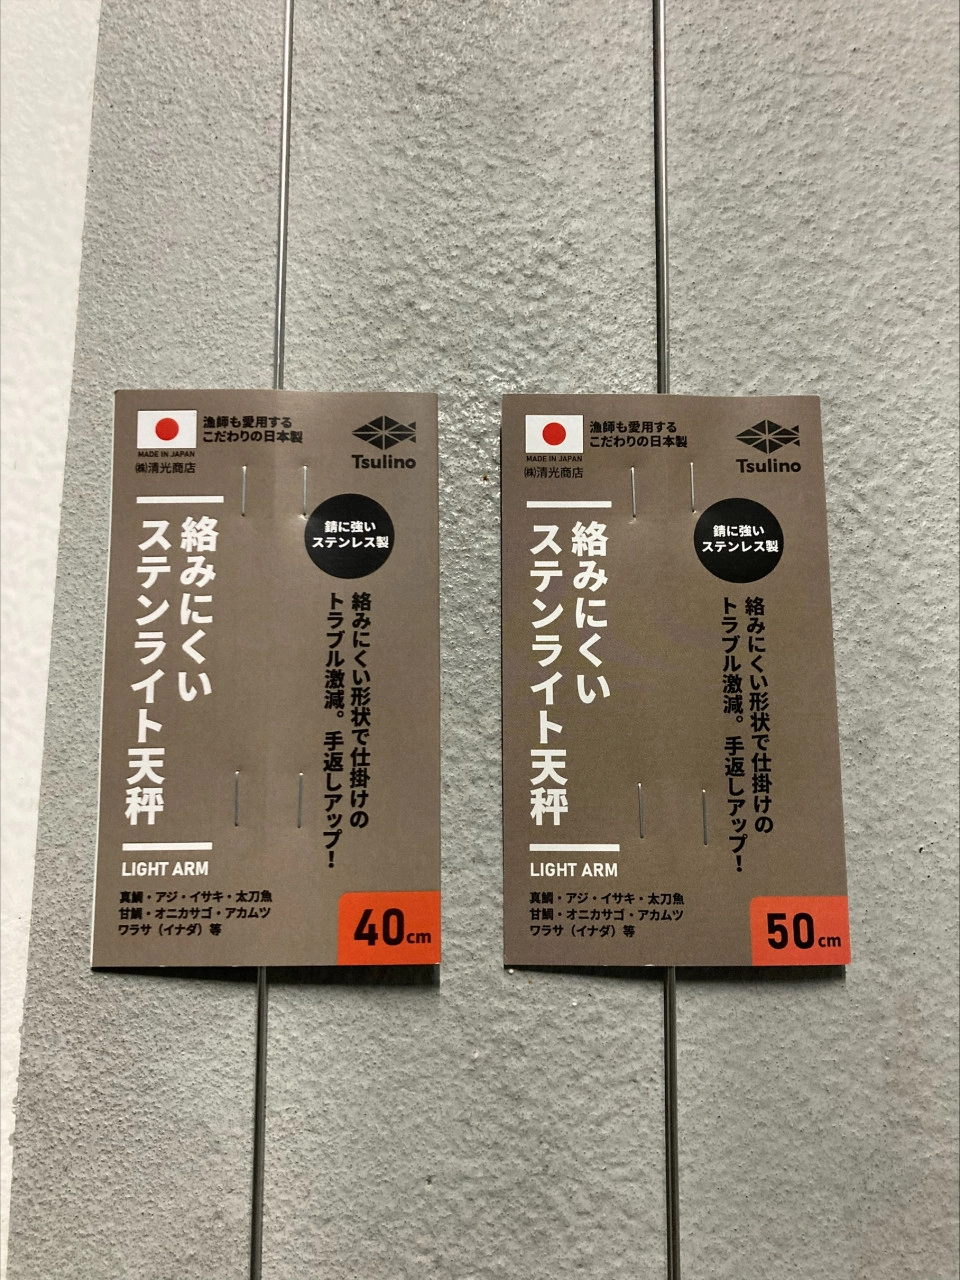 漁師も愛用する
こだわりの日本製
MADE IN JAPAN
㈱清光商店
Tsulino
絡みにくい
ステンライト天秤
錆に強い
ステンレス製
絡みにくい形状で仕掛けの
トラブル激減。手返しアップ!
LIGHT ARM
真鯛・アジ・イサキ・太刀魚
甘鯛・オニカサゴ・アカムツ
ワラサ（イナダ）等
40cm
漁師も愛用する
こだわりの日本製
MADE IN JAPAN
㈱清光商店
Tsulino
絡みにくい
ステンライト天秤
錆に強い
ステンレス製
絡みにくい形状で仕掛けの
トラブル激減。手返しアップ!
LIGHT ARM
真鯛・アジ・イサキ・太刀魚
甘鯛・オニカサゴ・アカムツ
ワラサ（イナダ）等
50cm